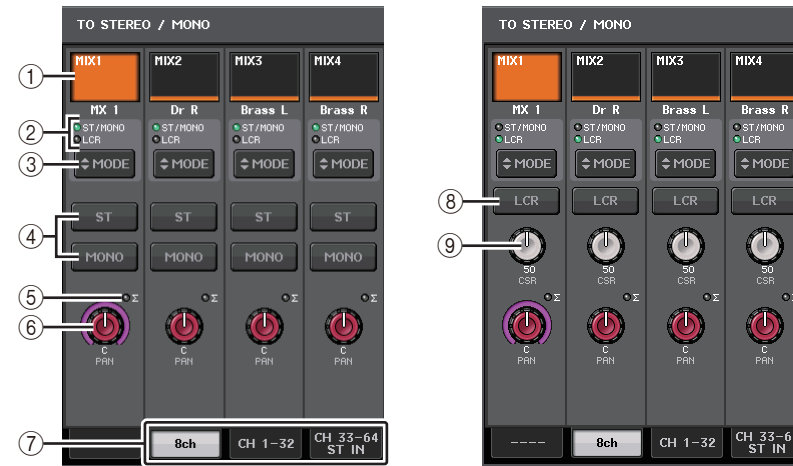 TO STEREO / MONO
① MIX1 MIX2 MIX3 MIX4
MX 1 Dr R Brass L Brass R
② ST/MONO ST/MONO ST/MONO ST/MONO
LCR LCR LCR LCR
③ MODE MODE MODE MODE
④ ST ST ST ST
MONO MONO MONO MONO
⑤ Σ Σ Σ Σ
⑥ C C C C
PAN PAN PAN PAN
⑦ 8ch CH 1-32 CH 33-64
ST IN
TO STEREO / MONO
MIX1 MIX2 MIX3 MIX4
MX 1 Dr R Brass L Brass R
ST/MONO ST/MONO ST/MONO ST/MONO
LCR LCR LCR LCR
MODE MODE MODE MODE
⑧ LCR LCR LCR LCR
⑨ 50 50 50 50
CSR CSR CSR CSR
Σ Σ Σ Σ
C C C C
PAN PAN PAN PAN
---- 8ch CH 1-32 CH 33-6
ST IN